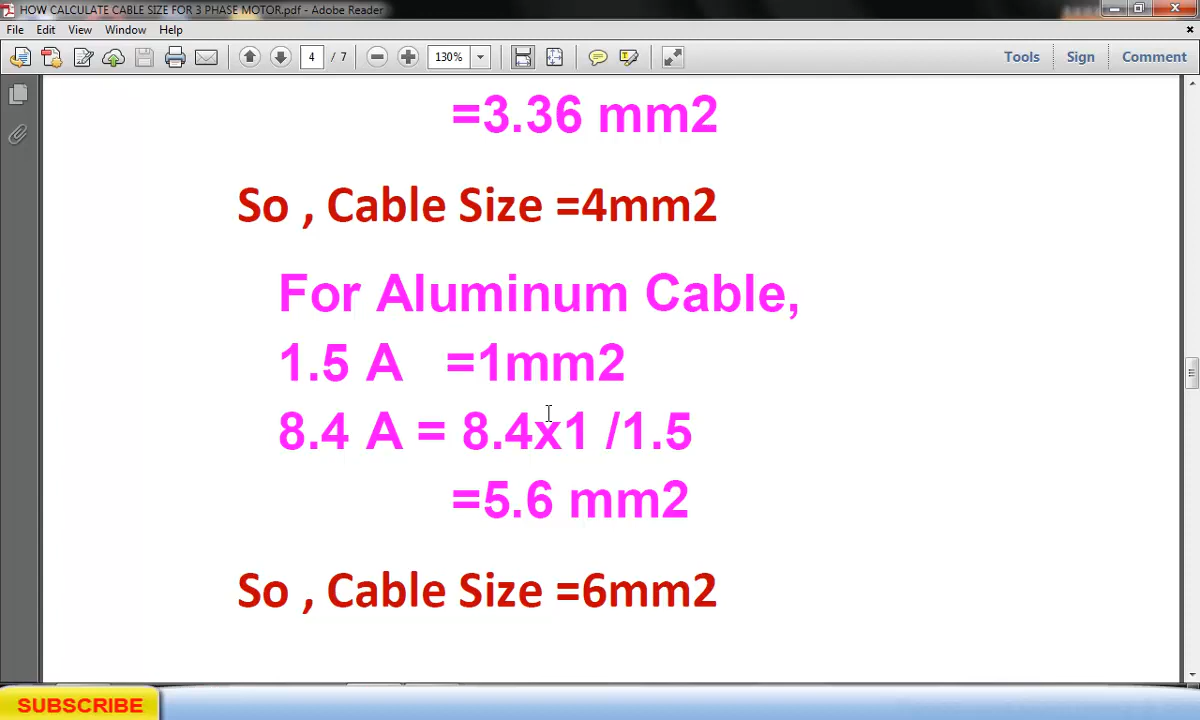 HOW CALCULATE CABLE SIZE FOR 3 PHASE MOTOR.pdf - Adobe Reader
File Edit View Window Help
4 / 7 130% Tools Sign Comment
=3.36 mm2
So , Cable Size =4mm2
For Aluminum Cable,
1.5 A =1mm2
8.4 A = 8.4x1 /1.5
=5.6 mm2
So , Cable Size =6mm2
SUBSCRIBE